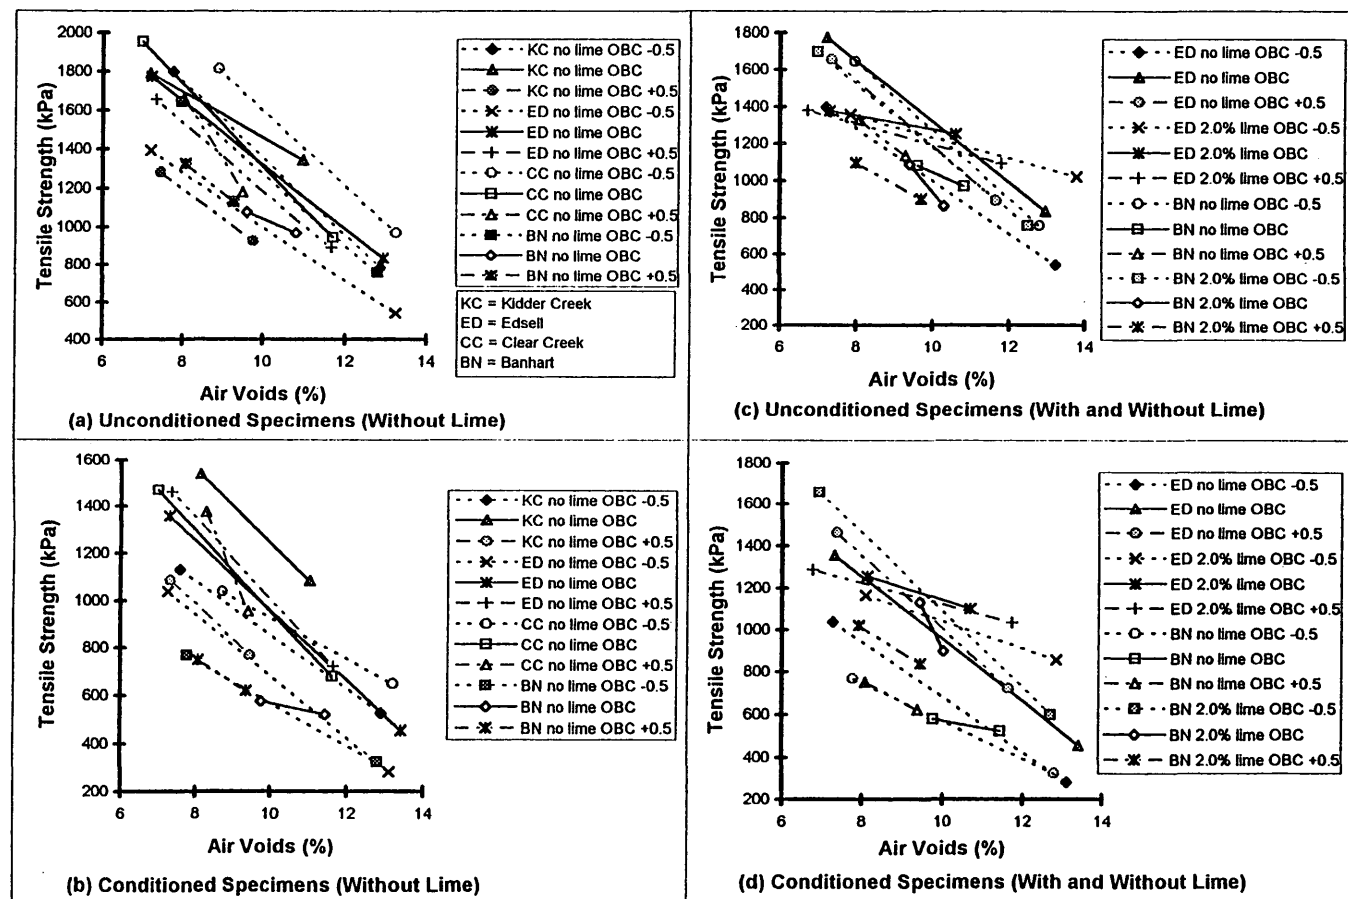 2000
1800
1600
1400
1200
1000
800
600
400
Tensile Strength (kPa)
6 8 10 12 14
Air Voids (%)
KC no lime OBC -0.5
KC no lime OBC
KC no lime OBC +0.5
ED no lime OBC -0.5
ED no lime OBC
ED no lime OBC +0.5
CC no lime OBC -0.5
CC no lime OBC
CC no lime OBC +0.5
BN no lime OBC -0.5
BN no lime OBC
BN no lime OBC +0.5
KC = Kidder Creek
ED = Edsell
CC = Clear Creek
BN = Banhart
(a) Unconditioned Specimens (Without Lime)
1800
1600
1400
1200
1000
800
600
400
200
Tensile Strength (kPa)
6 8 10 12 14
Air Voids (%)
ED no lime OBC -0.5
ED no lime OBC
ED no lime OBC +0.5
ED 2.0% lime OBC -0.5
ED 2.0% lime OBC
ED 2.0% lime OBC +0.5
BN no lime OBC -0.5
BN no lime OBC
BN no lime OBC +0.5
BN 2.0% lime OBC -0.5
BN 2.0% lime OBC
BN 2.0% lime OBC +0.5
(c) Unconditioned Specimens (With and Without Lime)
1600
1400
1200
1000
800
600
400
200
Tensile Strength (kPa)
6 8 10 12 14
Air Voids (%)
KC no lime OBC -0.5
KC no lime OBC
KC no lime OBC +0.5
ED no lime OBC -0.5
ED no lime OBC
ED no lime OBC +0.5
CC no lime OBC -0.5
CC no lime OBC
CC no lime OBC +0.5
BN no lime OBC -0.5
BN no lime OBC
BN no lime OBC +0.5
(b) Conditioned Specimens (Without Lime)
1800
1600
1400
1200
1000
800
600
400
200
Tensile Strength (kPa)
6 8 10 12 14
Air Voids (%)
ED no lime OBC -0.5
ED no lime OBC
ED no lime OBC +0.5
ED 2.0% lime OBC -0.5
ED 2.0% lime OBC
ED 2.0% lime OBC +0.5
BN no lime OBC -0.5
BN no lime OBC
BN no lime OBC +0.5
BN 2.0% lime OBC -0.5
BN 2.0% lime OBC
BN 2.0% lime OBC +0.5
(d) Conditioned Specimens (With and Without Lime)